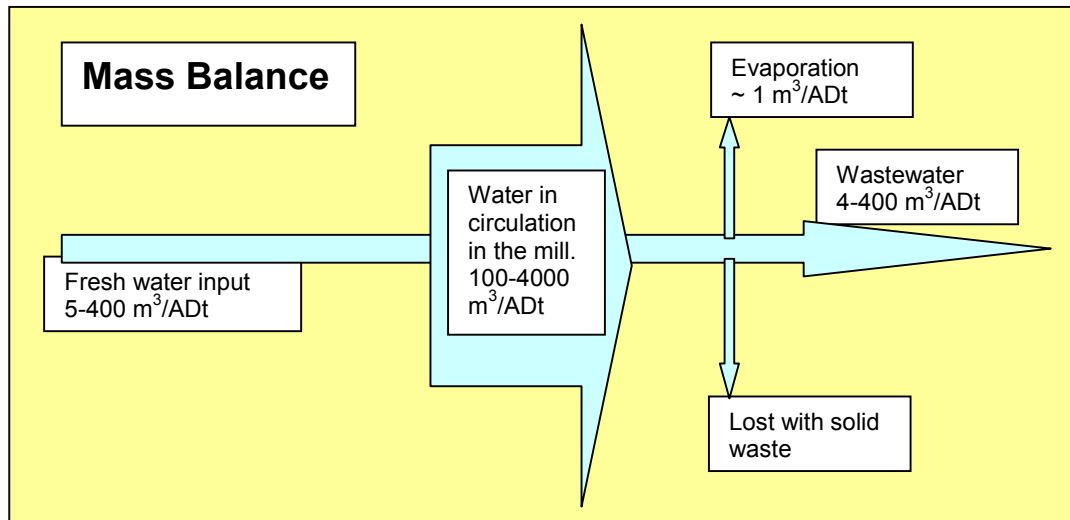 Mass Balance
Evaporation
~ 1 m³/ADt
Wastewater
4-400 m³/ADt
Water in
circulation
in the mill.
100-4000
m³/ADt
Fresh water input
5-400 m³/ADt
Lost with solid
waste